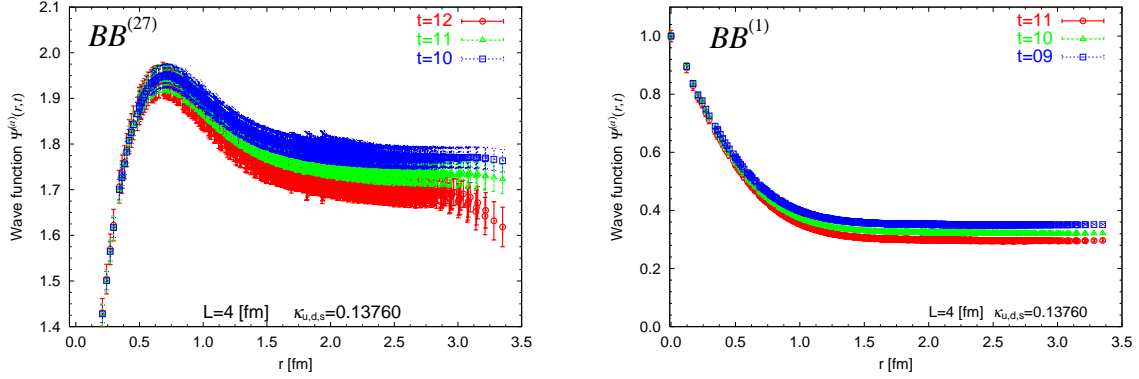 BB(27)
t=12
t=11
t=10
Wave function Ψ(a)(r,t)
2.1
2.0
1.9
1.8
1.7
1.6
1.5
1.4
L=4 [fm] κu,d,s=0.13760
0.0 0.5 1.0 1.5 2.0 2.5 3.0 3.5
r [fm]
BB(1)
t=11
t=10
t=09
Wave function Ψ(a)(r,t)
1.0
0.8
0.6
0.4
0.2
0.0
L=4 [fm] κu,d,s=0.13760
0.0 0.5 1.0 1.5 2.0 2.5 3.0 3.5
r [fm]